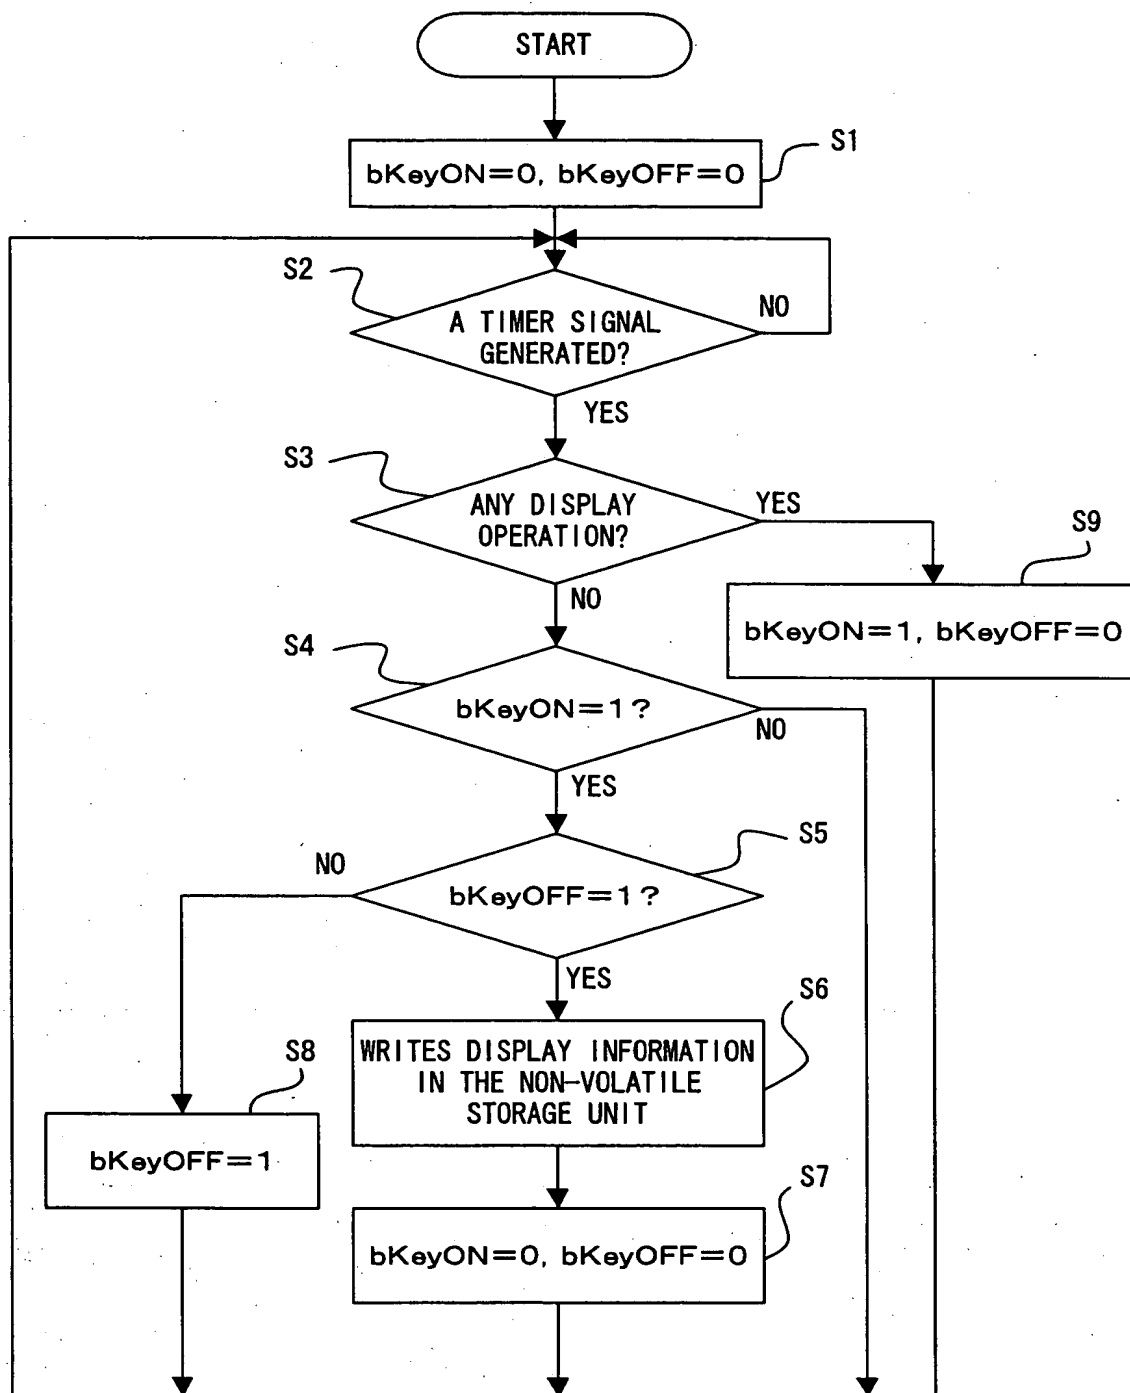 START
S1
bKeyON=0, bKeyOFF=0
S2
A TIMER SIGNAL
GENERATED?
NO
YES
S3
ANY DISPLAY
OPERATION?
YES
NO
S9
bKeyON=1, bKeyOFF=0
S4
bKeyON=1?
NO
YES
S5
NO
bKeyOFF=1?
YES
S6
WRITES DISPLAY INFORMATION
IN THE NON-VOLATILE
STORAGE UNIT
S8
bKeyOFF=1
S7
bKeyON=0, bKeyOFF=0